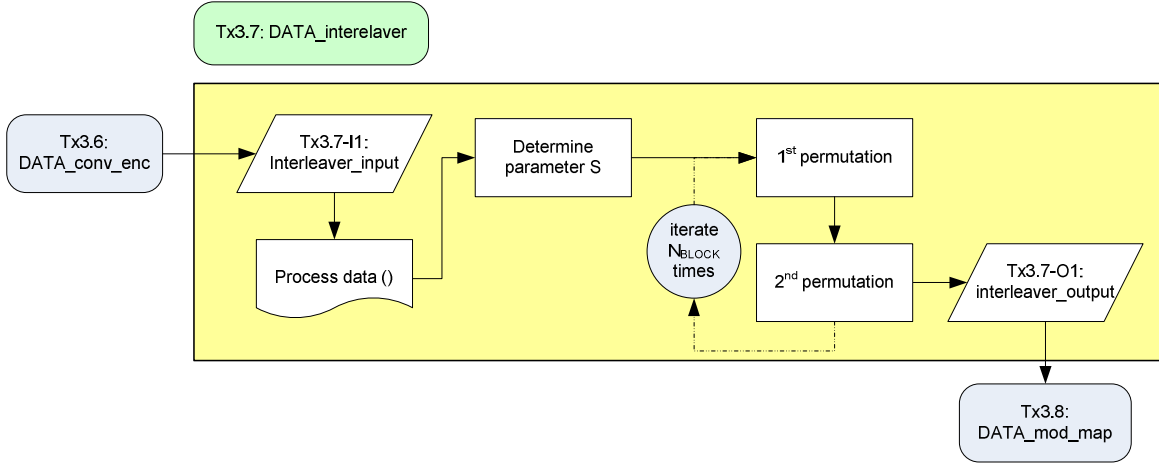 Tx3.7: DATA_interelaver
Tx3.6:
DATA_conv_enc
Tx3.7-I1:
Interleaver_input
Process data ()
Determine
parameter S
1st permutation
iterate
NBLOCK
times
2nd permutation
Tx3.7-O1:
interleaver_output
Tx3.8:
DATA_mod_map